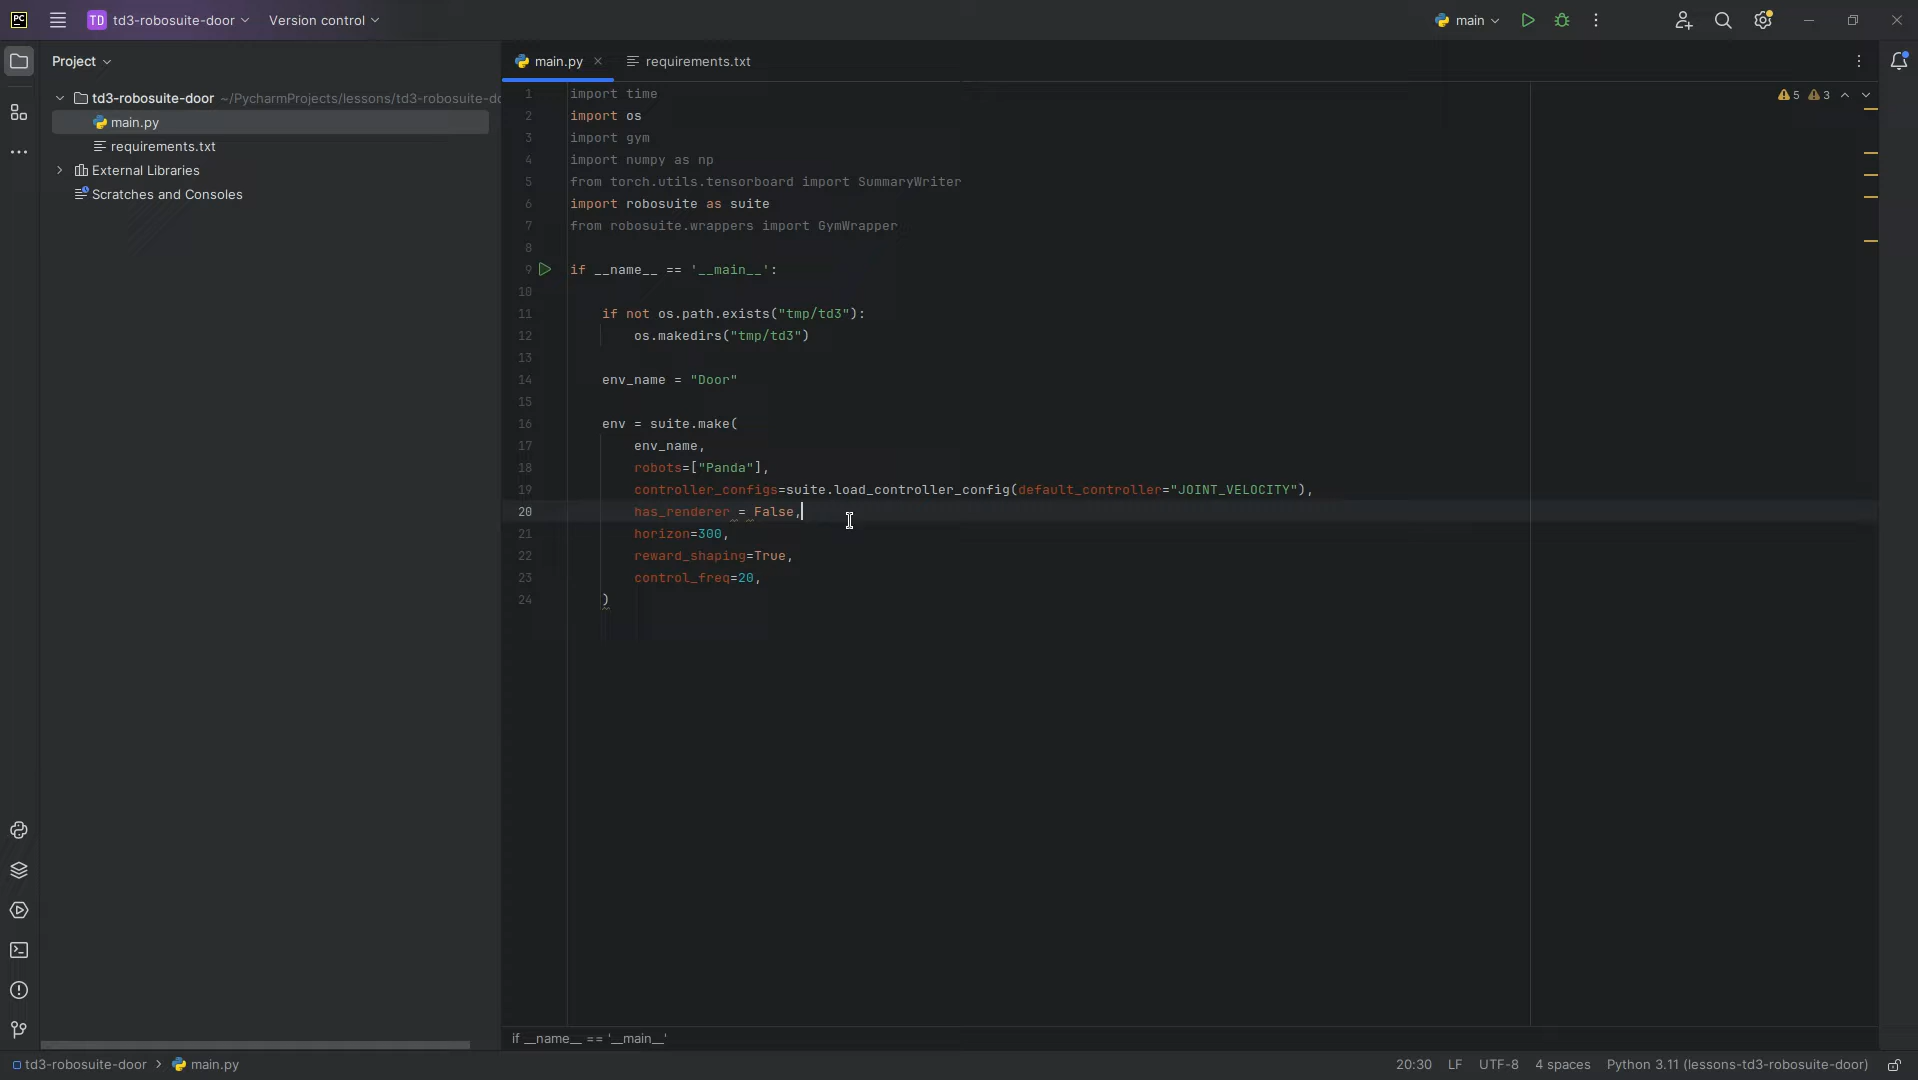 PC TD td3-robosuite-door Version control main
Project
main.py requirements.txt
td3-robosuite-door ~/PycharmProjects/lessons/td3-robosuite-do
main.py
requirements.txt
External Libraries
Scratches and Consoles
5 3
1 import time
2 import os
3 import gym
4 import numpy as np
5 from torch.utils.tensorboard import SummaryWriter
6 import robosuite as suite
7 from robosuite.wrappers import GymWrapper
8
9 if __name__ == '__main__':
10
11 if not os.path.exists("tmp/td3"):
12 os.makedirs("tmp/td3")
13
14 env_name = "Door"
15
16 env = suite.make(
17 env_name,
18 robots=["Panda"],
19 controller_configs=suite.load_controller_config(default_controller="JOINT_VELOCITY"),
20 has_renderer = False,
21 horizon=300,
22 reward_shaping=True,
23 control_freq=20,
24 )
if __name__ == '__main__'
td3-robosuite-door main.py 20:30 LF UTF-8 4 spaces Python 3.11 (lessons-td3-robosuite-door)